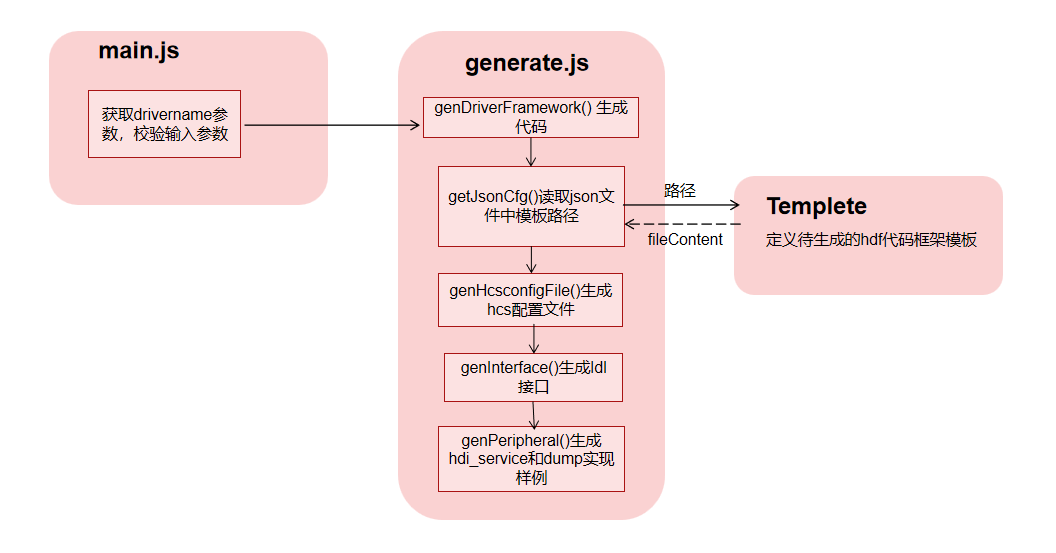 main.js
获取drivername参
数，校验输入参数
generate.js
genDriverFramework() 生成
代码
getJsonCfg()读取json文
件中模板路径
路径
fileContent
Templete
定义待生成的hdf代码框架模板
genHcsconfigFile()生成
hcs配置文件
genInterface()生成Idl
接口
genPeripheral()生成
hdi_service和dump实现
样例